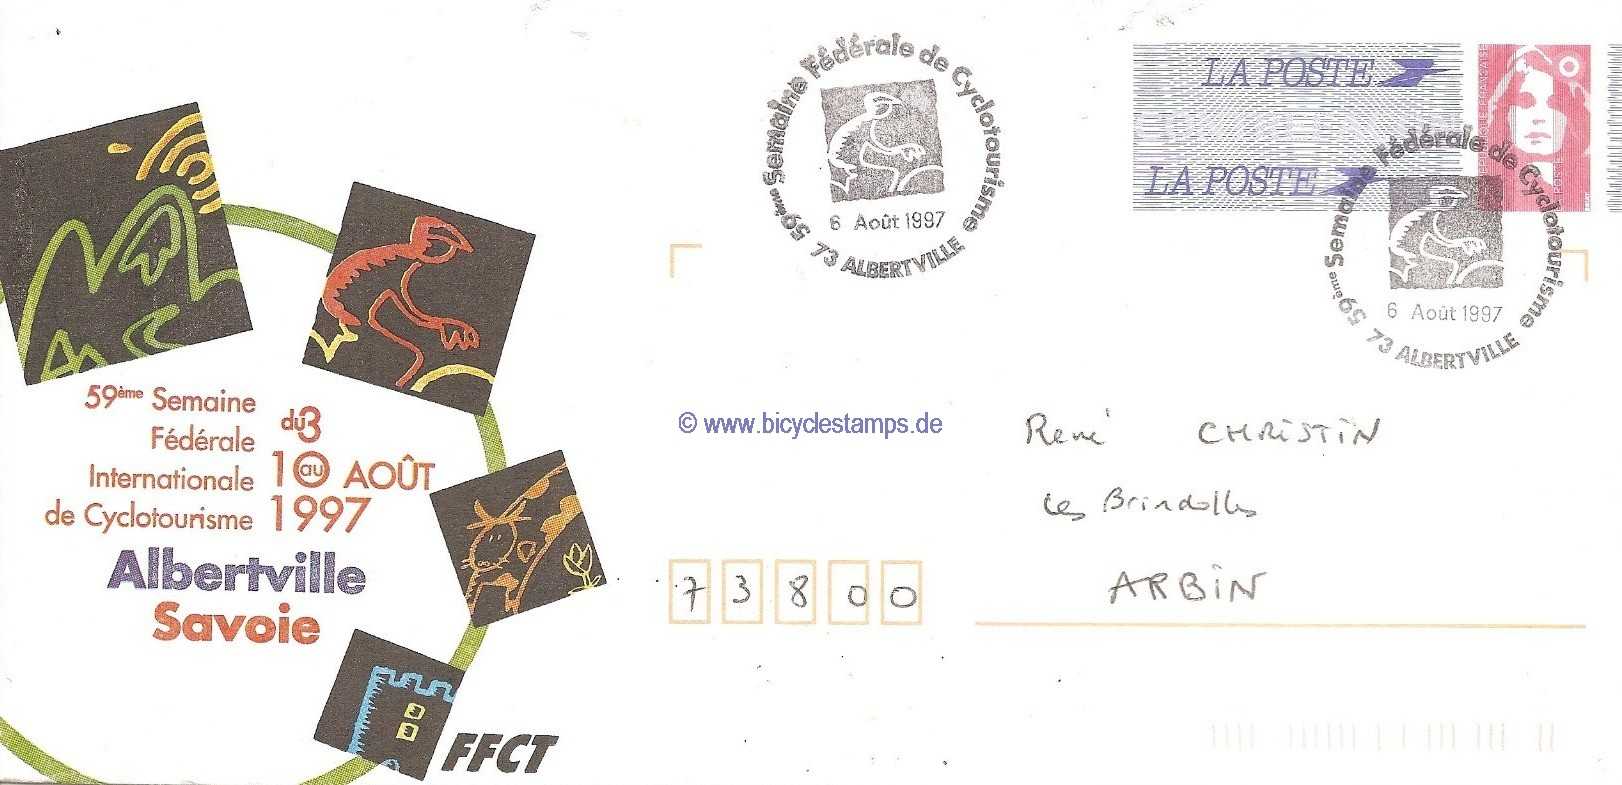 59ème Semaine Fédérale de Cyclotourisme
6 Août 1997
73 ALBERTVILLE
LA POSTE
LA POSTE
59ème Semaine Fédérale de Cyclotourisme
6 Août 1997
73 ALBERTVILLE
59ème Semaine
Fédérale
Internationale
de Cyclotourisme
du 3
au 10 AOÛT
1997
Albertville
Savoie
FFCT
© www.bicyclestamps.de
René CHRISTIN
Les Brindolles
ARBIN
73800